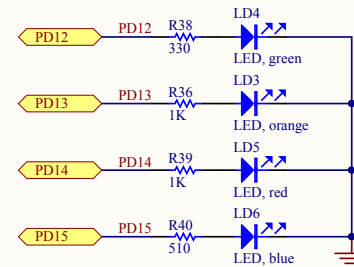 LD4
PD12 PD12 R38
330
LED, green
LD3
PD13 PD13 R36
1K
LED, orange
LD5
PD14 PD14 R39
1K
LED, red
LD6
PD15 PD15 R40
510
LED, blue